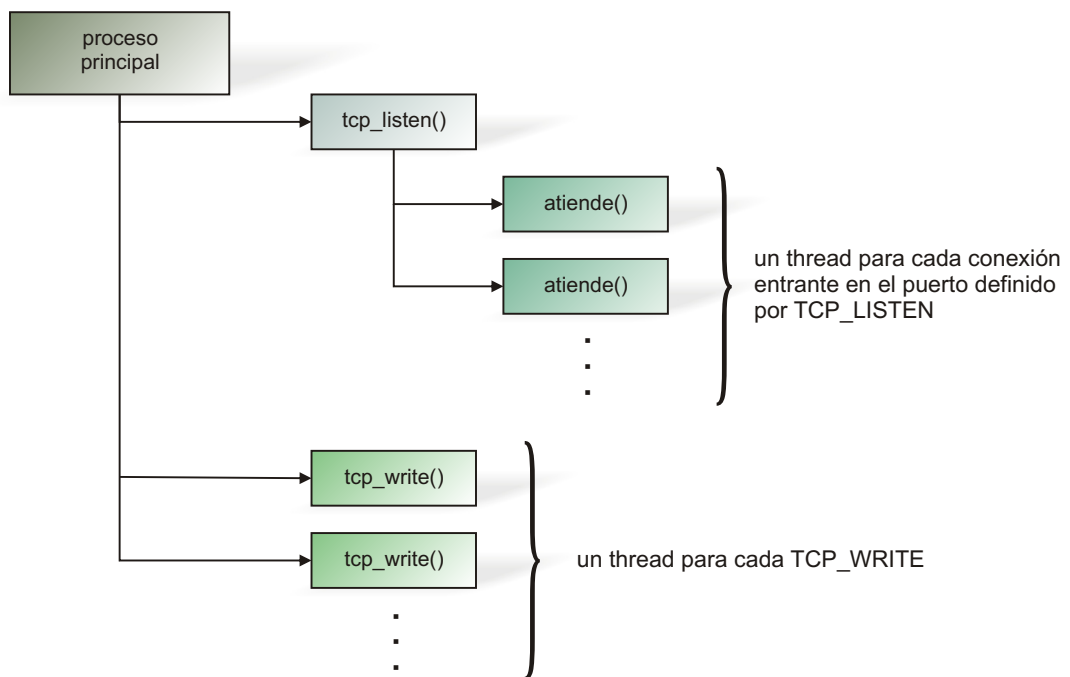 proceso
principal
tcp_listen()
atiende()
atiende()
un thread para cada conexión
entrante en el puerto definido
por TCP_LISTEN
tcp_write()
tcp_write()
un thread para cada TCP_WRITE